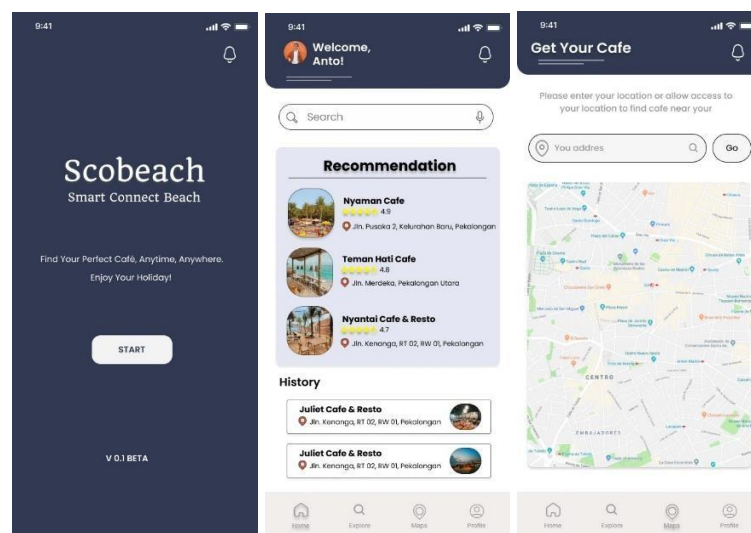 9:41
Scobeach
Smart Connect Beach
Find Your Perfect Café, Anytime, Anywhere.
Enjoy Your Holiday!
START
V 0.1 BETA
9:41
Welcome,
Anto!
Search
Recommendation
Nyaman Cafe
4.9
Jln. Pusaka 2, Kelurahan Baru, Pekalongan
Teman Hati Cafe
4.8
Jln. Merdeka, Pekalongan Utara
Nyantai Cafe & Resto
4.7
Jln. Kenanga, RT 02, RW 01, Pekalongan
History
Juliet Cafe & Resto
Jln. Kenanga, RT 02, RW 01, Pekalongan
Juliet Cafe & Resto
Jln. Kenanga, RT 02, RW 01, Pekalongan
Home Explore Maps Profile
9:41
Get Your Cafe
Please enter your location or allow access to
your location to find cafe near your
You addres
Go
CENTRO
EMBAJADORES
Home Explore Maps Profile